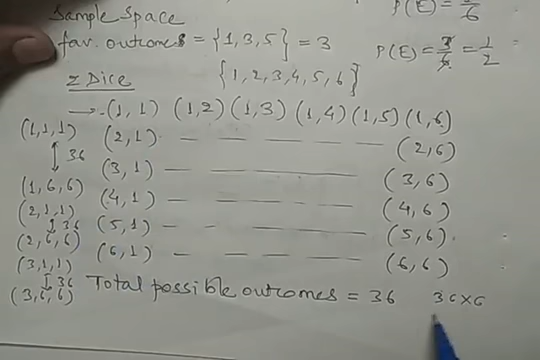 Sample Space
P(E) = 
fav. outcomes = {1,3,5} = 3
P(E) = 3/6 = 1/2
2 Dice
{1,2,3,4,5,6}
→ (1,1) (1,2) (1,3) (1,4) (1,5) (1,6)
(1,1,1)
(2,1) — — — — (2,6)
↕ 36
(3,1) ——— (3,6)
(1,6,6)
(4,1) ——— (4,6)
(2,1,1)
(5,1) — - ——— (5,6)
↕ 36
(2,6,6)
(6,1) — — — — (6,6)
(3,1,1)
↕ 36
Total possible outcomes = 36 36×6
(3,6,6)